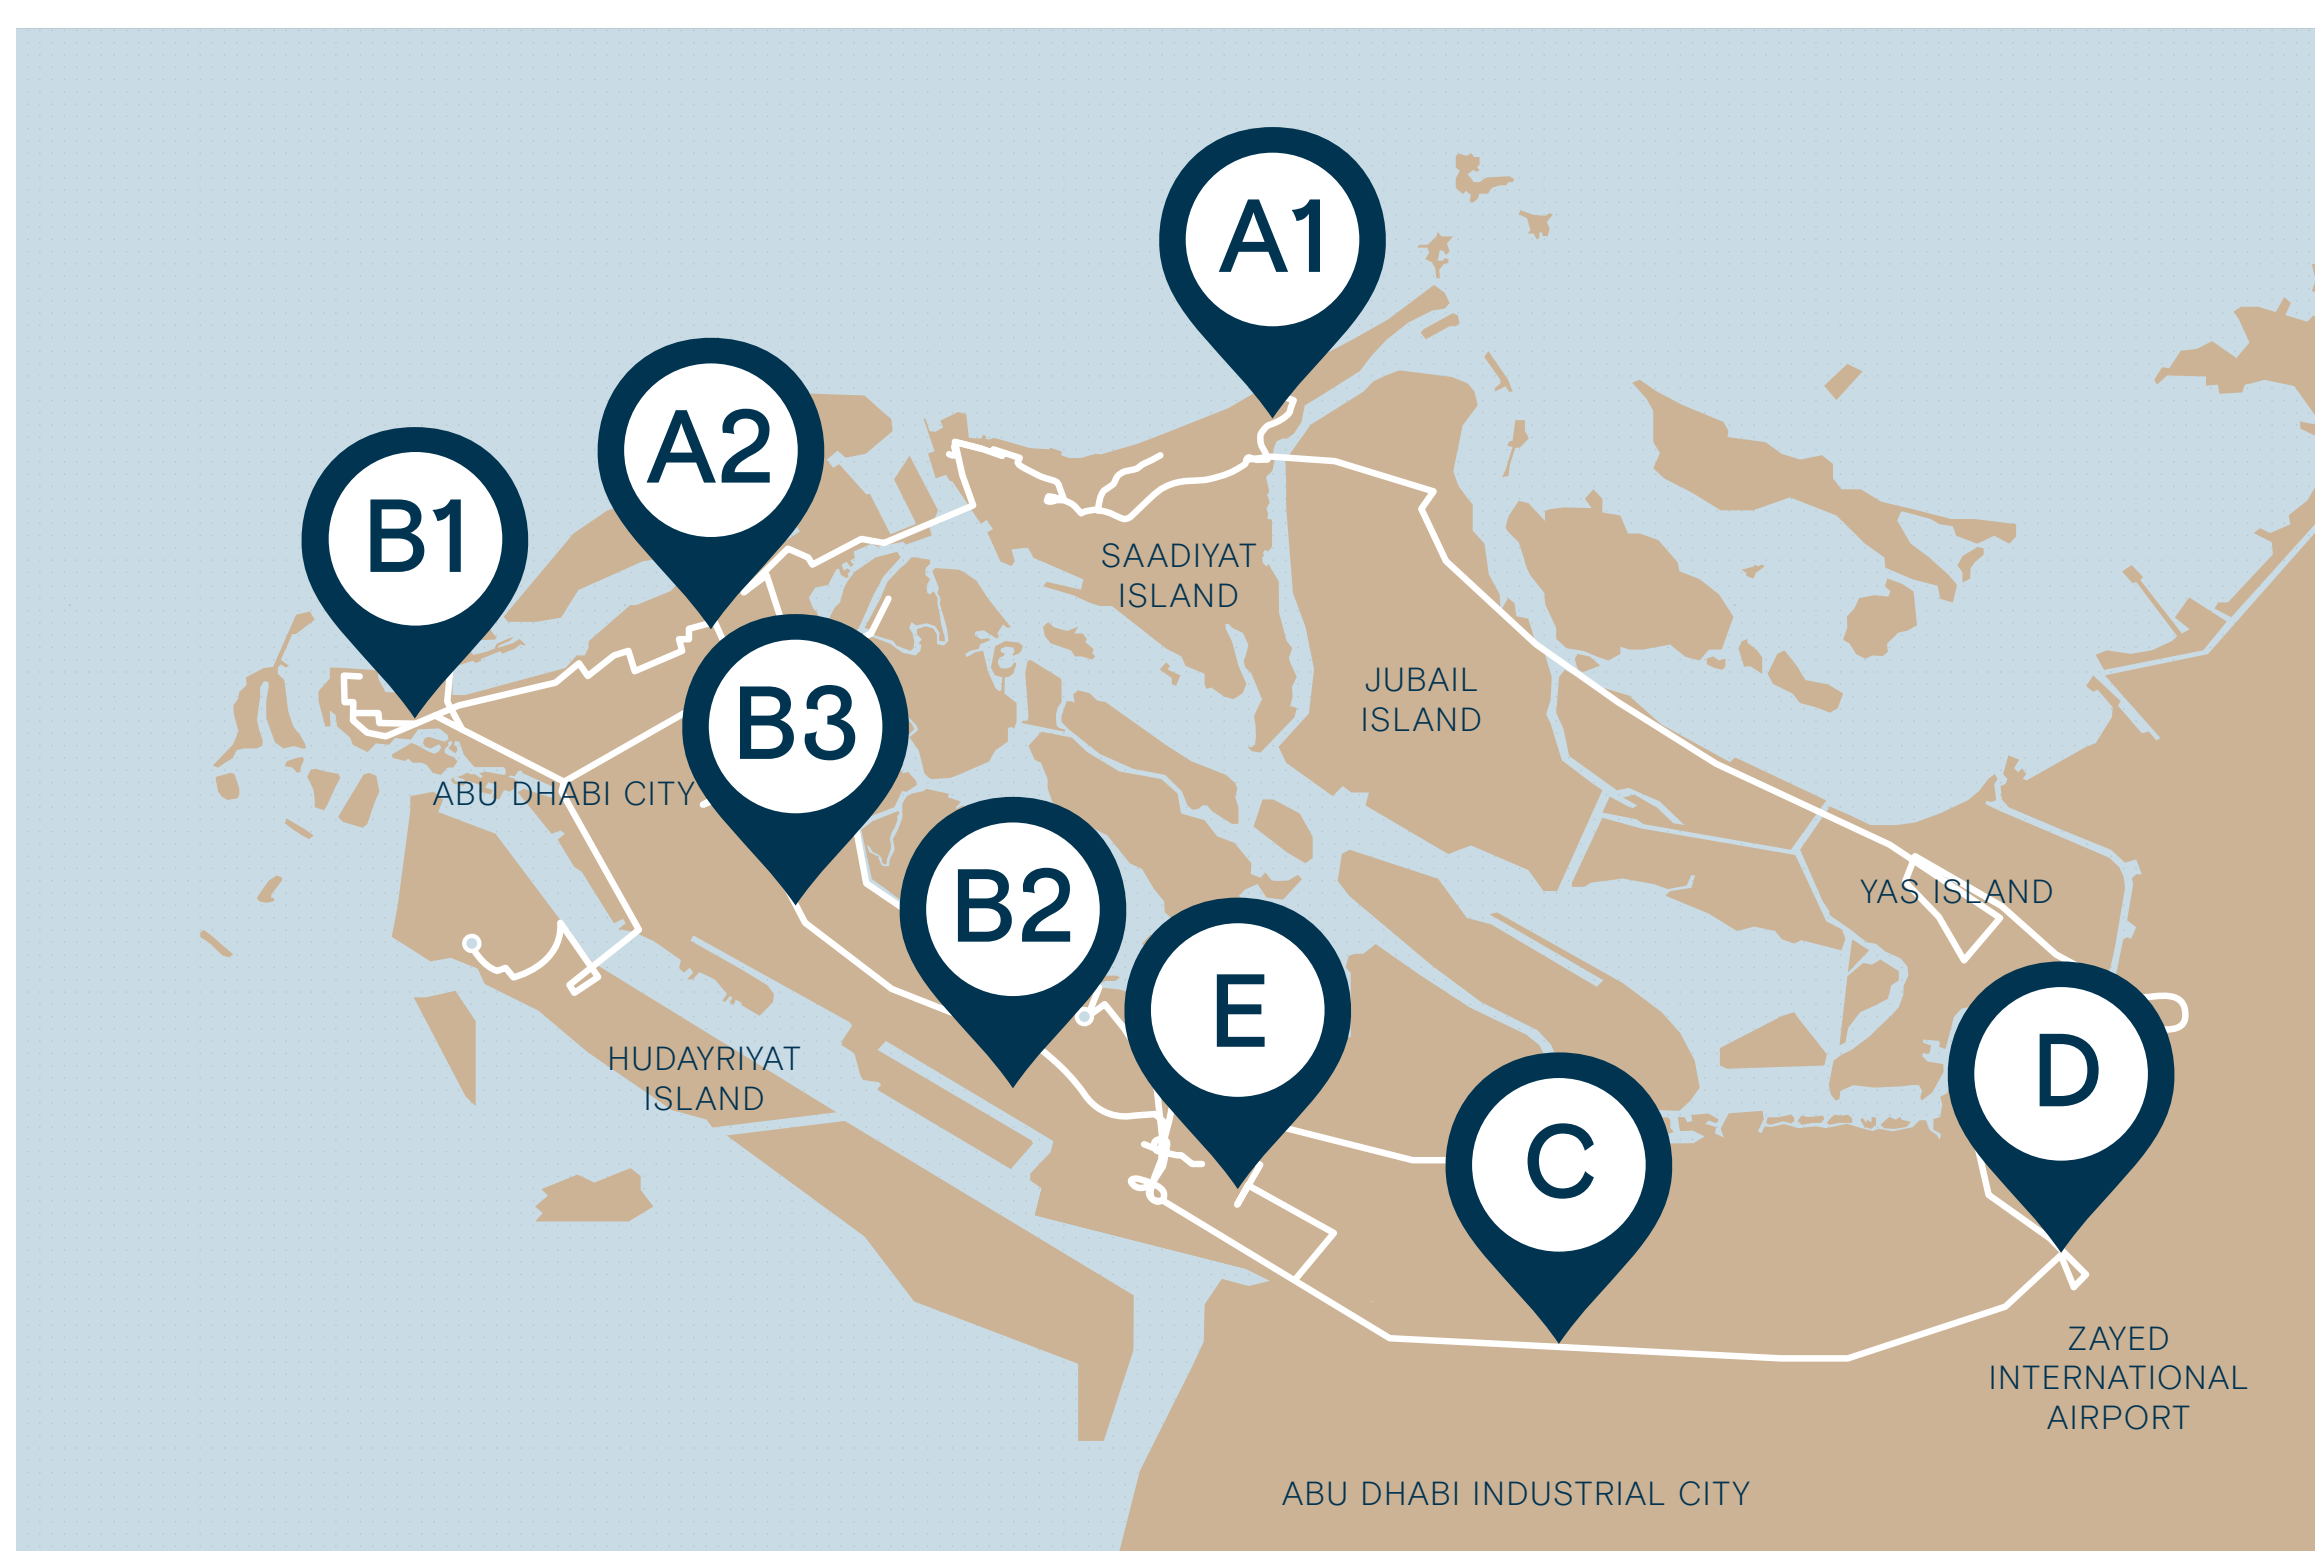 A1
A2
B1
SAADIYAT
ISLAND
JUBAIL
ISLAND
B3
ABU DHABI CITY
B2
YAS ISLAND
E
HUDAYRIYAT
ISLAND
D
C
ZAYED
INTERNATIONAL
AIRPORT
ABU DHABI INDUSTRIAL CITY